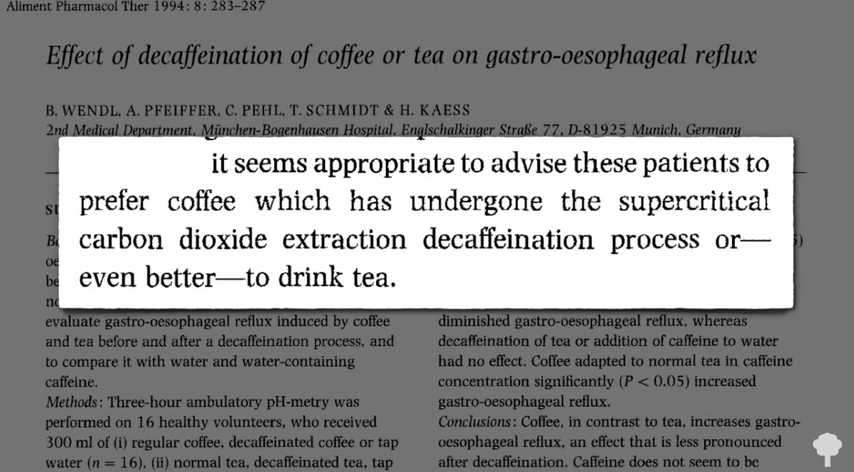 Aliment Pharmacol Ther 1994: 8: 283–287
Effect of decaffeination of coffee or tea on gastro-oesophageal reflux
B. WENDL, A. PFEIFFER, C. PEHL, T. SCHMIDT & H. KAESS
2nd Medical Department, München-Bogenhausen Hospital, Englschalkinger Straße 77, D-81925 Munich, Germany
it seems appropriate to advise these patients to
prefer coffee which has undergone the supercritical
carbon dioxide extraction decaffeination process or—
even better—to drink tea.
evaluate gastro-oesophageal reflux induced by coffee
and tea before and after a decaffeination process, and
to compare it with water and water-containing
caffeine.
Methods: Three-hour ambulatory pH-metry was
performed on 16 healthy volunteers, who received
300 ml of (i) regular coffee, decaffeinated coffee or tap
water (n = 16), (ii) normal tea, decaffeinated tea, tap
diminished gastro-oesophageal reflux, whereas
decaffeination of tea or addition of caffeine to water
had no effect. Coffee adapted to normal tea in caffeine
concentration significantly (P < 0.05) increased
gastro-oesophageal reflux.
Conclusions: Coffee, in contrast to tea, increases gastro-
oesophageal reflux, an effect that is less pronounced
after decaffeination. Caffeine does not seem to be